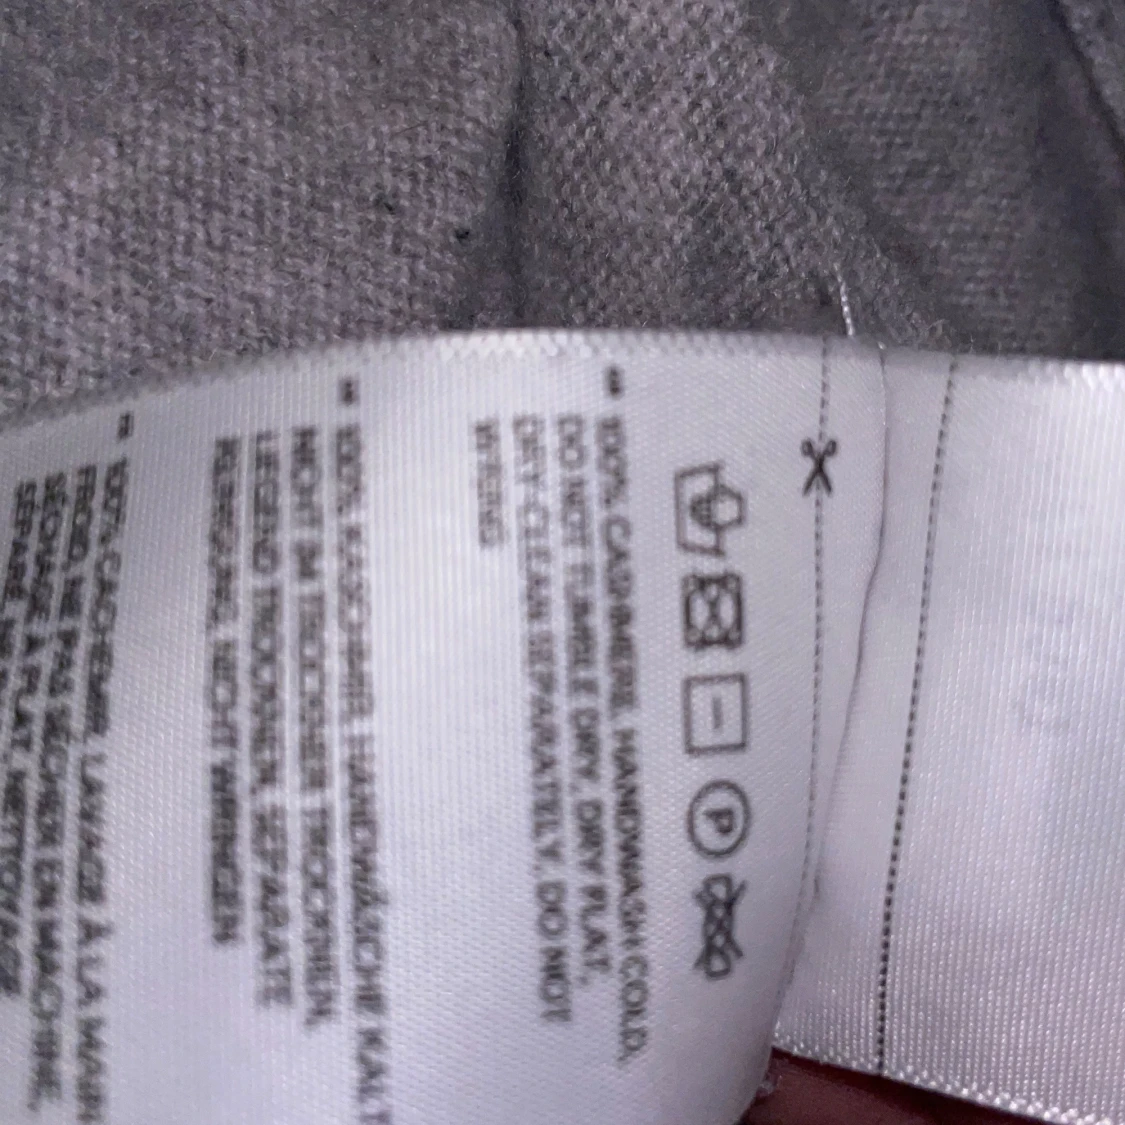 P
100% CASHMERE, HANDWASH COLD,
DO NOT TUMBLE DRY, DRY FLAT,
DRY-CLEAN SEPARATELY, DO NOT
WRING
100% KASCHMIR, HANDWÄSCHE KALT
NICHT IM TROCKNER TROCKNEN,
LIEGEND TROCKNEN, SEPARATE
REINIGUNG, NICHT WRINGEN
100% CACHEMIRE, LAVAGE À LA MAIN
FROID NE PAS SÉCHER EN MACHINE,
SÉCHAGE À PLAT, NETTOYAGE